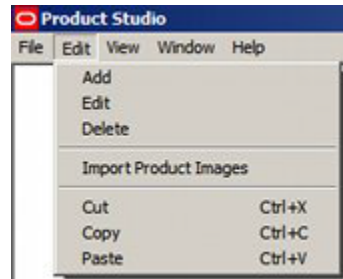 Product Studio
File Edit View Window Help
Add
Edit
Delete
Import Product Images
Cut Ctrl+X
Copy Ctrl+C
Paste Ctrl+V